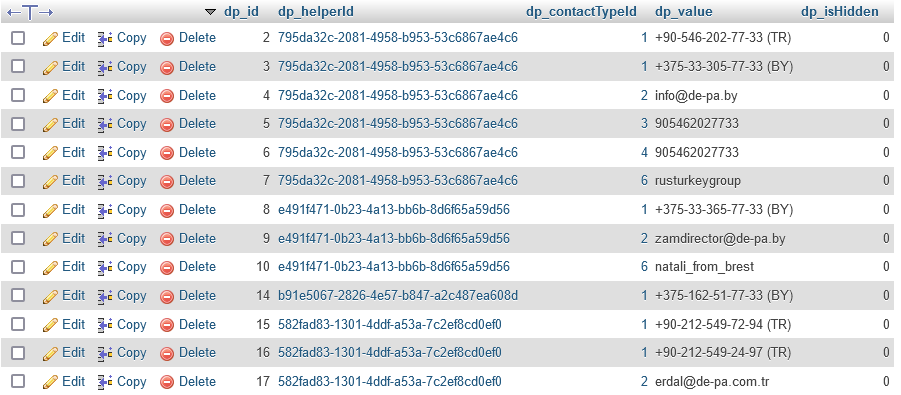 dp_id dp_helperId dp_contactTypeId dp_value dp_isHidden
Edit Copy Delete 2 795da32c-2081-4958-b953-53c6867ae4c6 1 +90-546-202-77-33 (TR) 0
Edit Copy Delete 3 795da32c-2081-4958-b953-53c6867ae4c6 1 +375-33-305-77-33 (BY) 0
Edit Copy Delete 4 795da32c-2081-4958-b953-53c6867ae4c6 2 info@de-pa.by 0
Edit Copy Delete 5 795da32c-2081-4958-b953-53c6867ae4c6 3 905462027733 0
Edit Copy Delete 6 795da32c-2081-4958-b953-53c6867ae4c6 4 905462027733 0
Edit Copy Delete 7 795da32c-2081-4958-b953-53c6867ae4c6 6 rusturkeygroup 0
Edit Copy Delete 8 e491f471-0b23-4a13-bb6b-8d6f65a59d56 1 +375-33-365-77-33 (BY) 0
Edit Copy Delete 9 e491f471-0b23-4a13-bb6b-8d6f65a59d56 2 zamdirector@de-pa.by 0
Edit Copy Delete 10 e491f471-0b23-4a13-bb6b-8d6f65a59d56 6 natali_from_brest 0
Edit Copy Delete 14 b91e5067-2826-4e57-b847-a2c487ea608d 1 +375-162-51-77-33 (BY) 0
Edit Copy Delete 15 582fad83-1301-4ddf-a53a-7c2ef8cd0ef0 1 +90-212-549-72-94 (TR) 0
Edit Copy Delete 16 582fad83-1301-4ddf-a53a-7c2ef8cd0ef0 1 +90-212-549-24-97 (TR) 0
Edit Copy Delete 17 582fad83-1301-4ddf-a53a-7c2ef8cd0ef0 2 erdal@de-pa.com.tr 0